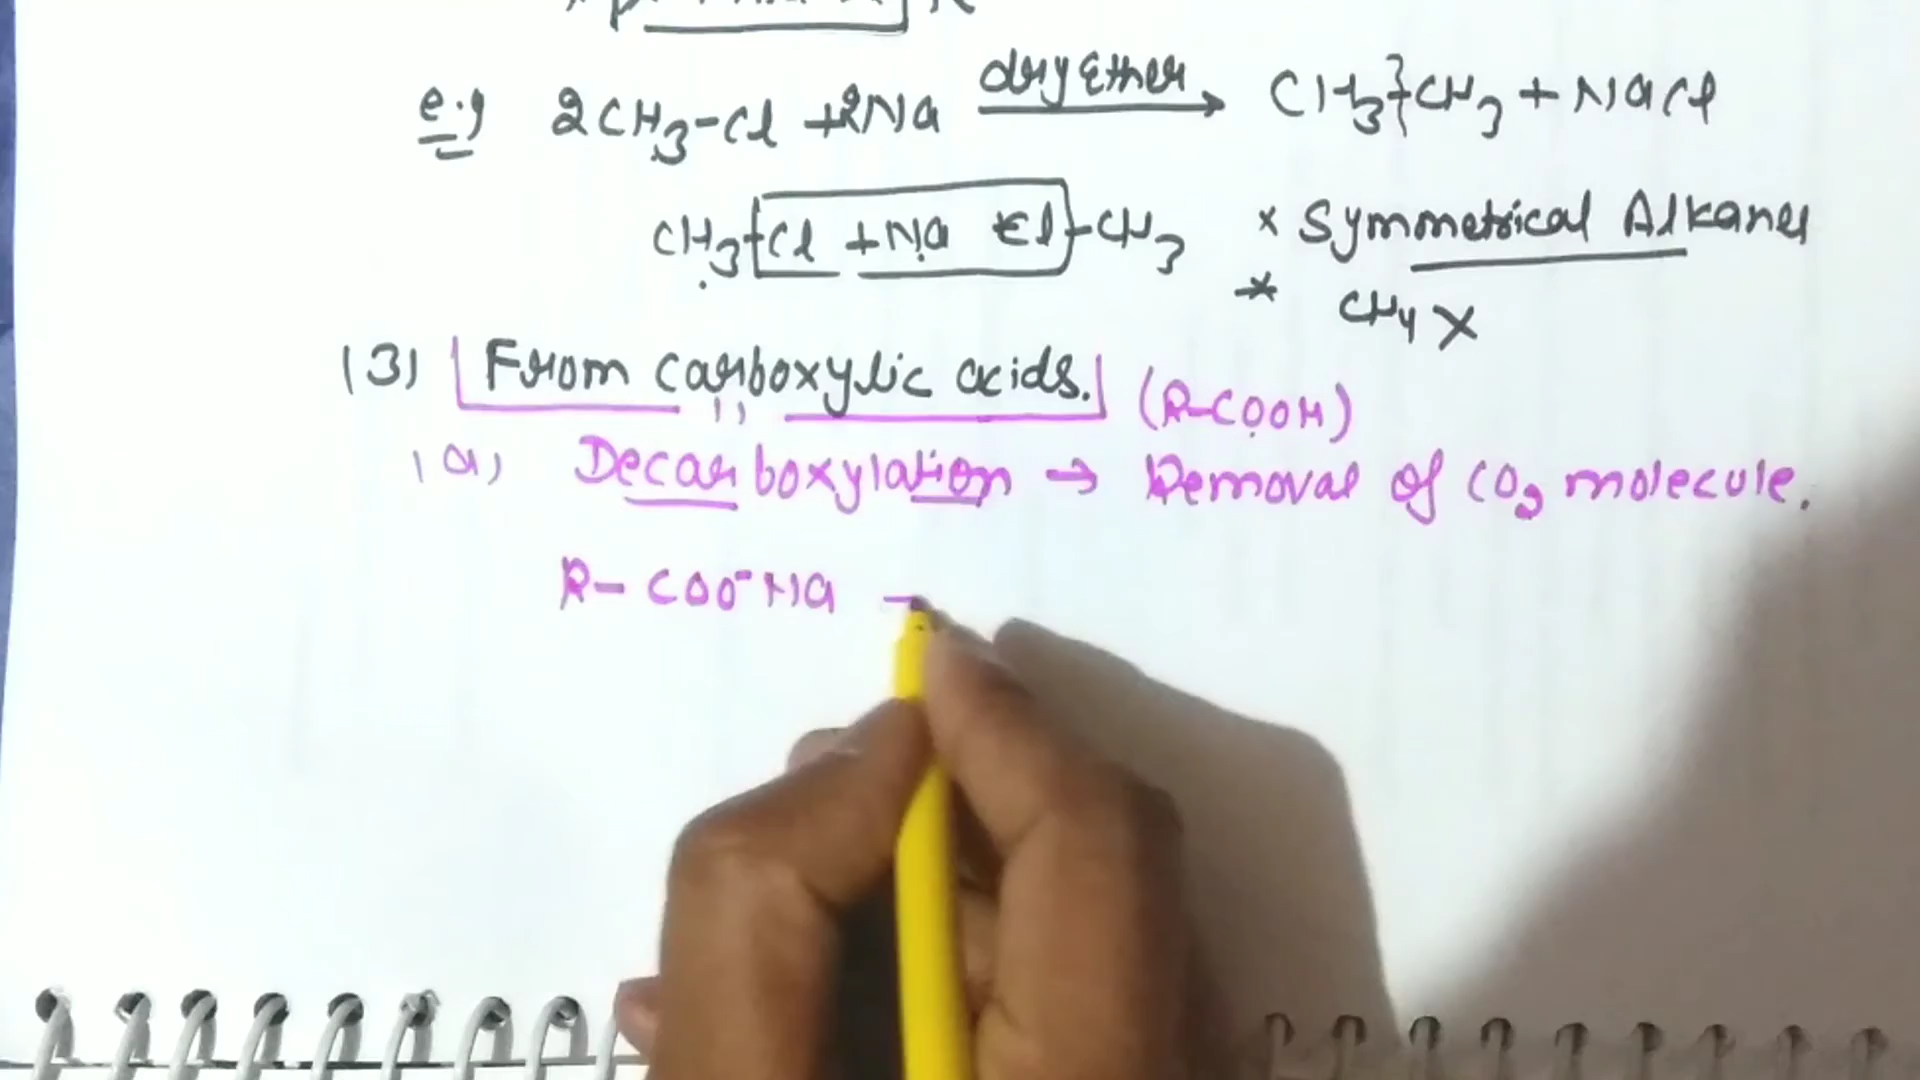 e.g 2CH₃-Cl +2Na dry Ether → CH₃}-CH₃ + NaCl
CH₃-Cl +Na Cl-CH₃ x Symmetrical Alkanes
* CH₄ X
(3) From carboxylic acids. (R-COOH)
(a) Decarboxylation → Removal of CO₂ molecule.
R- COO⁻Na –